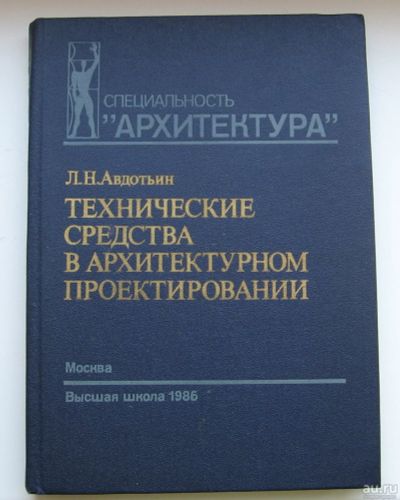 СПЕЦИАЛЬНОСТЬ
"АРХИТЕКТУРА"
Л.Н.Авдотьин
ТЕХНИЧЕСКИЕ
СРЕДСТВА
В АРХИТЕКТУРНОМ
ПРОЕКТИРОВАНИИ
Москва
Высшая школа 1986
au.ru